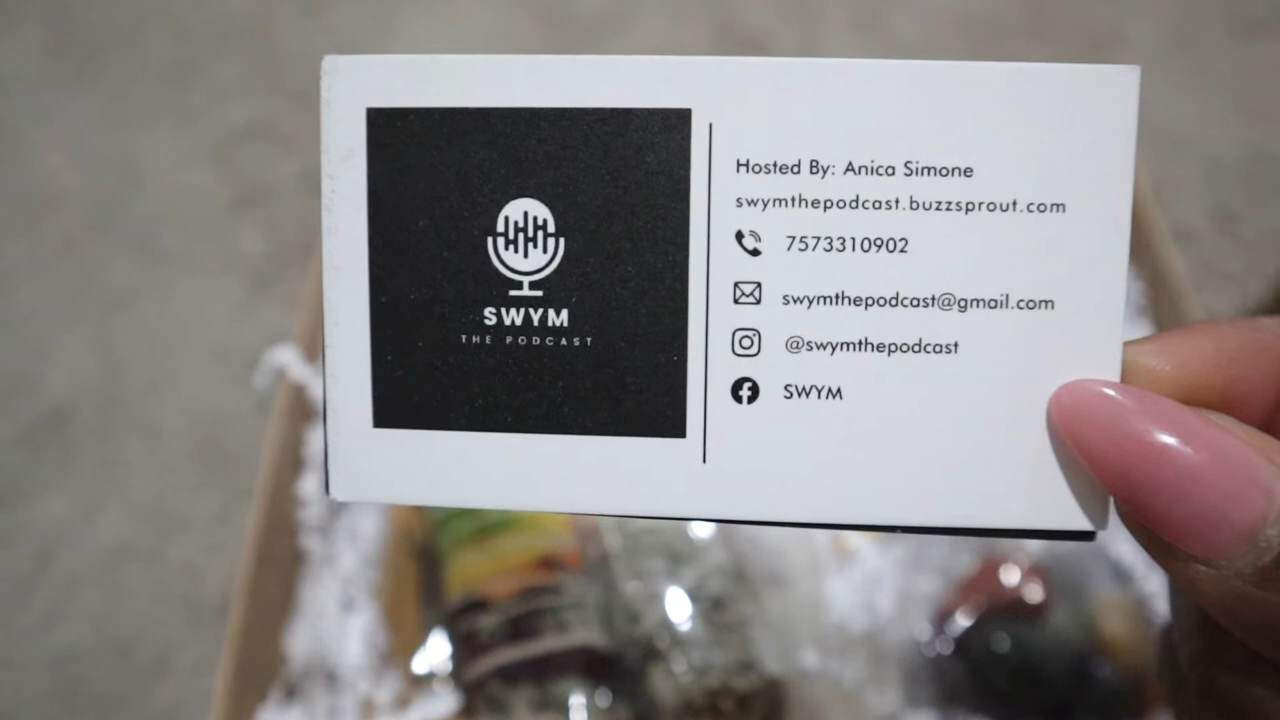 SWYM
THE PODCAST
Hosted By: Anica Simone
swymthepodcast.buzzsprout.com
7573310902
swymthepodcast@gmail.com
@swymthepodcast
SWYM